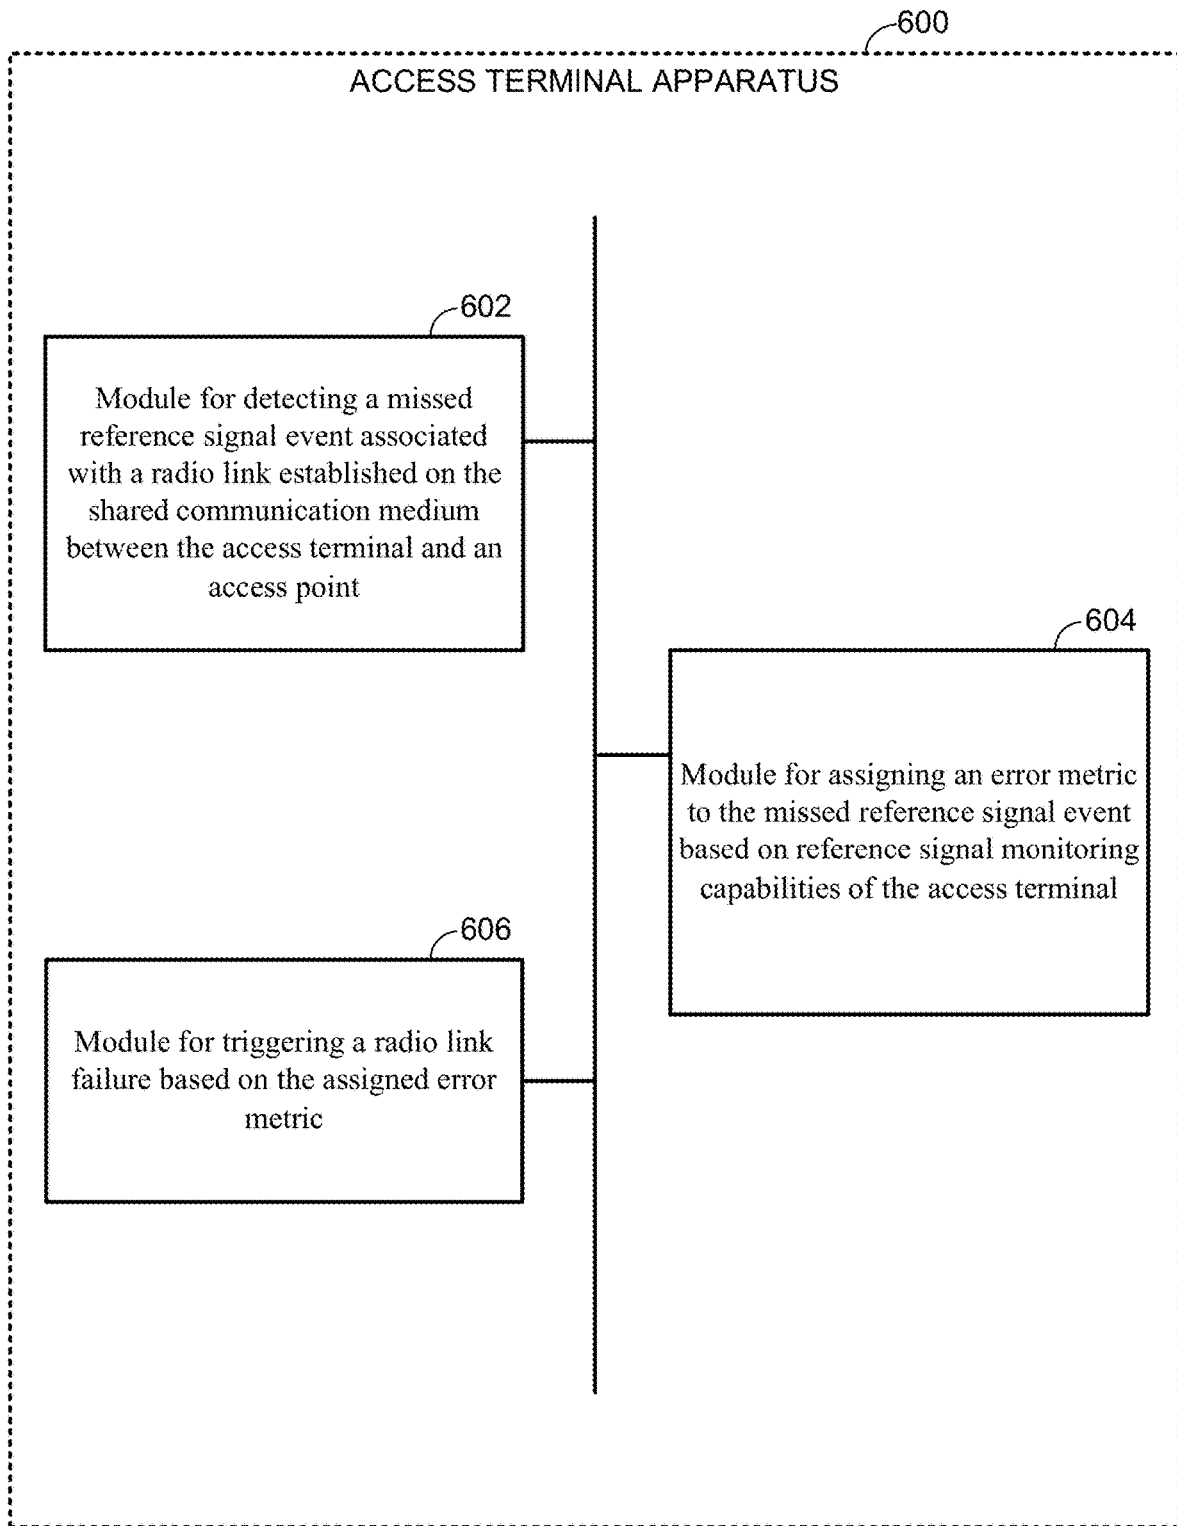 600
ACCESS TERMINAL APPARATUS
602
Module for detecting a missed
reference signal event associated
with a radio link established on the
shared communication medium
between the access terminal and an
access point
604
Module for assigning an error metric
to the missed reference signal event
based on reference signal monitoring
capabilities of the access terminal
606
Module for triggering a radio link
failure based on the assigned error
metric